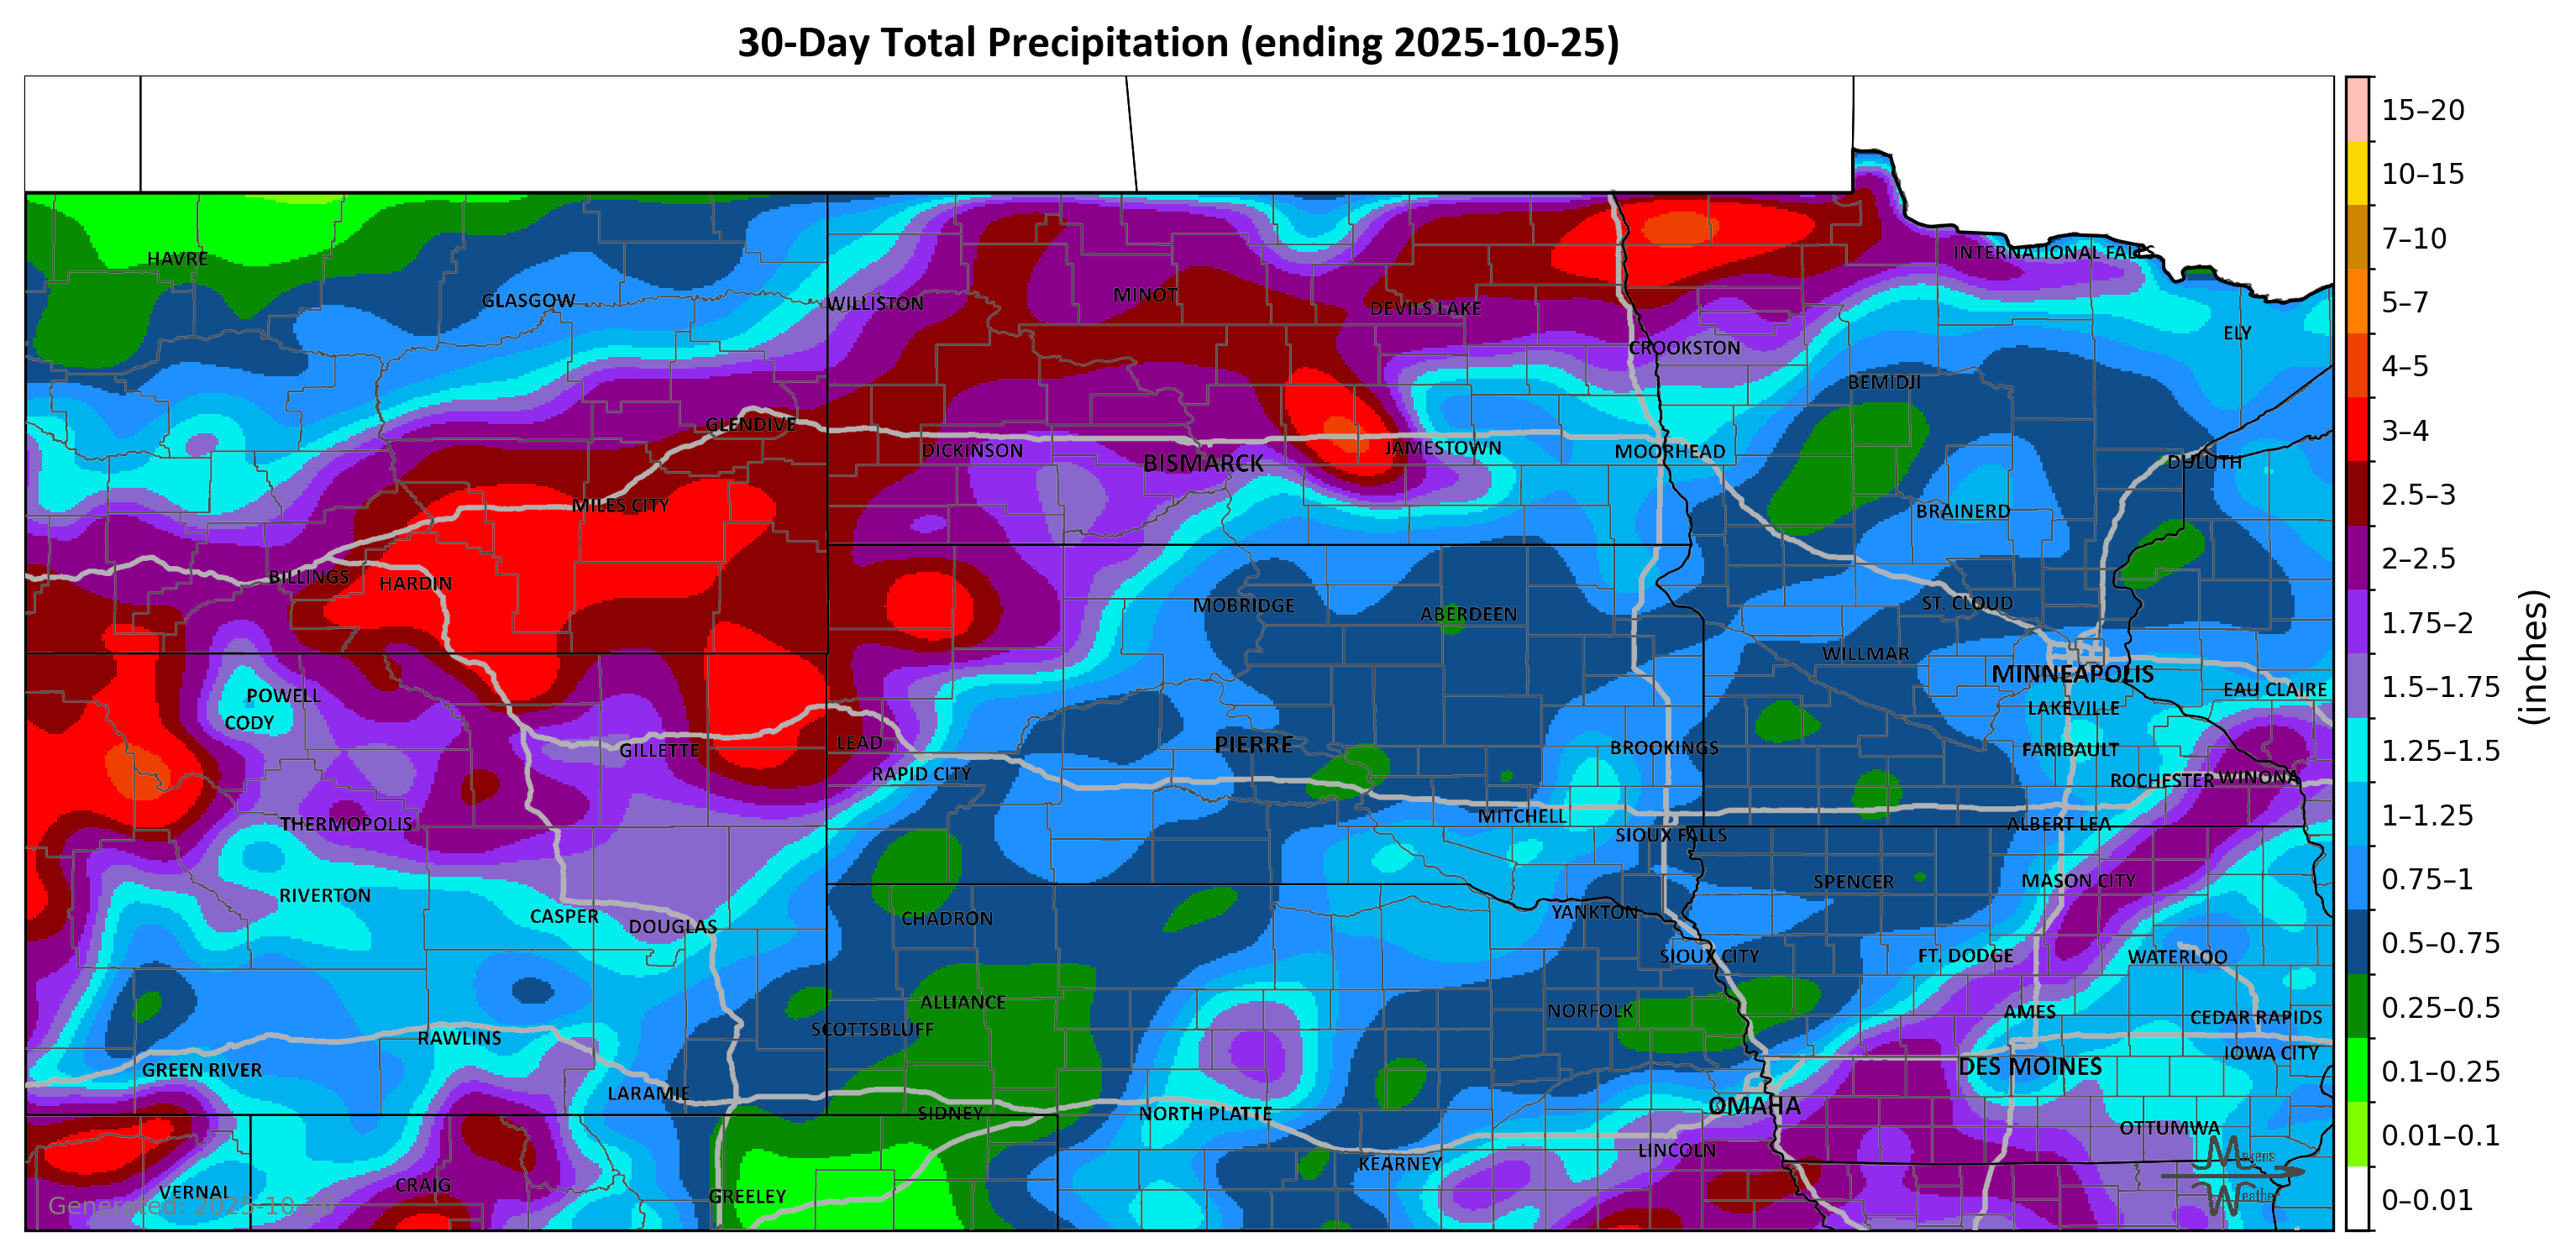 30-Day Total Precipitation (ending 2025-10-25)
15–20
10–15
7–10
5–7
4–5
3–4
2.5–3
2–2.5
1.75–2
1.5–1.75
1.25–1.5
1–1.25
0.75–1
0.5–0.75
0.25–0.5
0.1–0.25
0.01–0.1
0–0.01
(inches)
HAVRE
INTERNATIONAL FALLS
GLASGOW
WILLISTON
MINOT
DEVILS LAKE
ELY
CROOKSTON
BEMIDJI
GLENDIVE
DICKINSON
BISMARCK
JAMESTOWN
MOORHEAD
DULUTH
MILES CITY
BRAINERD
BILLINGS
HARDIN
MOBRIDGE
ABERDEEN
ST. CLOUD
WILLMAR
MINNEAPOLIS
POWELL
EAU CLAIRE
CODY
LAKEVILLE
GILLETTE
LEAD
PIERRE
BROOKINGS
FARIBAULT
RAPID CITY
ROCHESTER
WINONA
THERMOPOLIS
MITCHELL
SIOUX FALLS
ALBERT LEA
RIVERTON
SPENCER
MASON CITY
CASPER
DOUGLAS
CHADRON
YANKTON
SIOUX CITY
FT. DODGE
WATERLOO
ALLIANCE
NORFOLK
AMES
CEDAR RAPIDS
SCOTTSBLUFF
RAWLINS
IOWA CITY
GREEN RIVER
LARAMIE
DES MOINES
SIDNEY
NORTH PLATTE
OMAHA
OTTUMWA
LINCOLN
KEARNEY
VERNAL
CRAIG
GREELEY
Makens
Weather
Generated: 2025-10-26